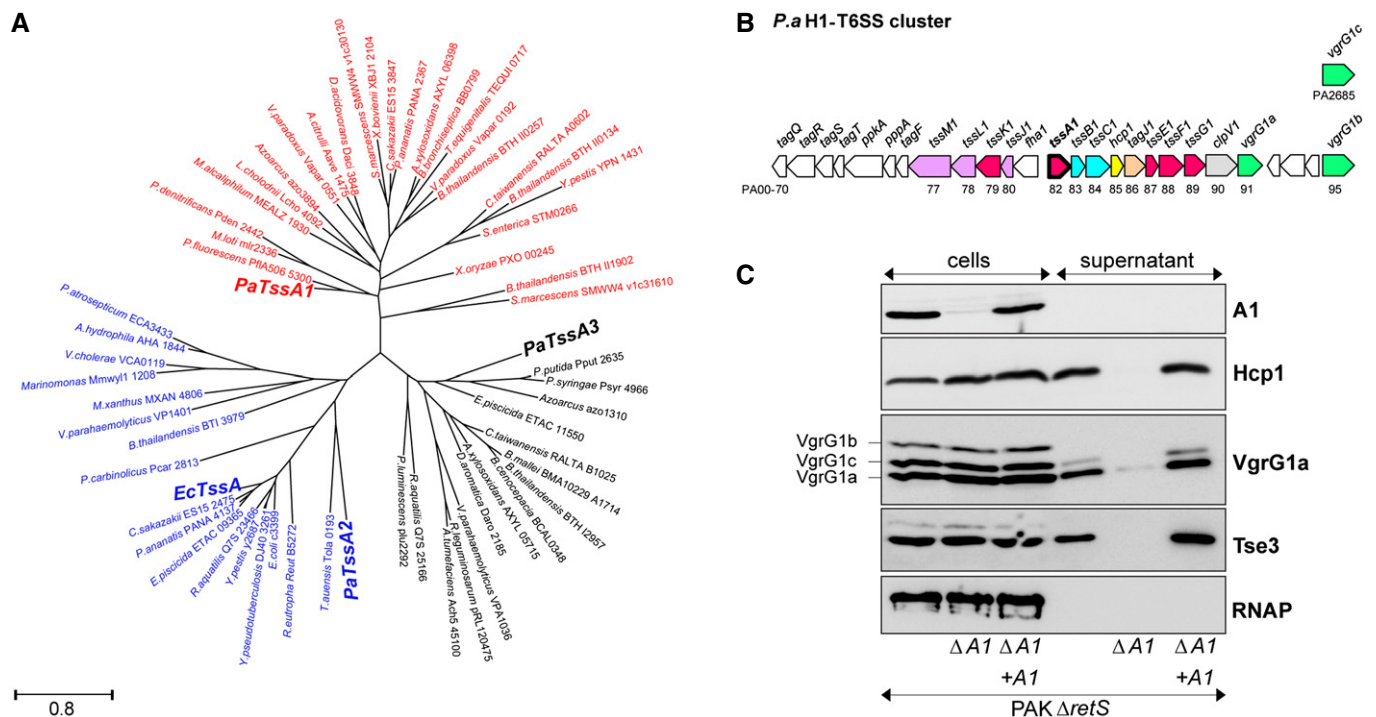 A
D.acidovorans Daci 3848
S.marcescens SMWW4 v1c30130
X.bovienii XBJ1 2104
C.sakazakii ES15 3847
P.ananatis PANA 2367
A.xylosoxidans AXYL 06398
B.bronchiseptica BB0799
T.equigenitalis TEQUI 0717
V.paradoxus Vapar 0192
B.thailandensis BTH II0257
C.taiwanensis RALTA A0602
B.thailandensis BTH II0134
Y.pestis YPN 1431
S.enterica STM0266
X.oryzae PXO 00245
B.thailandensis BTH II1902
S.marcescens SMWW4 v1c31610
A.citrulli Aave 1475
V.paradoxus Vapar 0551
Azoarcus azo3894
L.cholodnii Lcho 4092
M.alcaliphilum MEALZ 1930
P.denitrificans Pden 2442
M.loti mlr2336
P.fluorescens PflA506 5300
PaTssA1
P.atrosepticum ECA3433
A.hydrophila AHA 1844
V.cholerae VCA0119
Marinomonas Mmwyl1 1208
M.xanthus MXAN 4806
V.parahaemolyticus VP1401
B.thailandensis BTI 3979
P.carbinolicus Pcar 2813
EcTssA
C.sakazakii ES15 2475
P.ananatis PANA 4137
E.piscicida ETAC 09365
R.aquatilis Q7S 23466
Y.pestis y2687
Y.pseudotuberculosis DJ40 3261
E.coli c3399
R.eutropha Reut B5272
T.auensis Tola 0193
PaTssA2
PaTssA3
P.putida Pput 2635
P.syringae Psyr 4966
Azoarcus azo1310
E.piscicida ETAC 11550
C.taiwanensis RALTA B1025
B.mallei BMA10229 A1714
B.thailandensis BTH I2957
B.cenocepacia BCAL0348
A.xylosoxidans AXYL 05715
D.aromatica Daro 2185
V.parahaemolyticus VPA1036
R.leguminosarum pRL120475
A.tumefaciens Ach5 45100
R.aquatilis Q7S 25166
P.luminescens plu2292
0.8
B
P.a H1-T6SS cluster
vgrG1c
PA2685
tagQ tagR tagS tagT ppkA pppA tagF tssM1 tssL1 tssK1 tssJ1 fha1 tssA1 tssB1 tssC1 hcp1 tagJ1 tssE1 tssF1 tssG1 clpV1 vgrG1a vgrG1b
PA00-70 77 78 79 80 82 83 84 85 86 87 88 89 90 91 95
C
cells supernatant
A1
Hcp1
VgrG1b
VgrG1c
VgrG1a
VgrG1a
Tse3
RNAP
Δ A1 Δ A1 Δ A1 Δ A1
+A1 +A1
PAK ΔretS